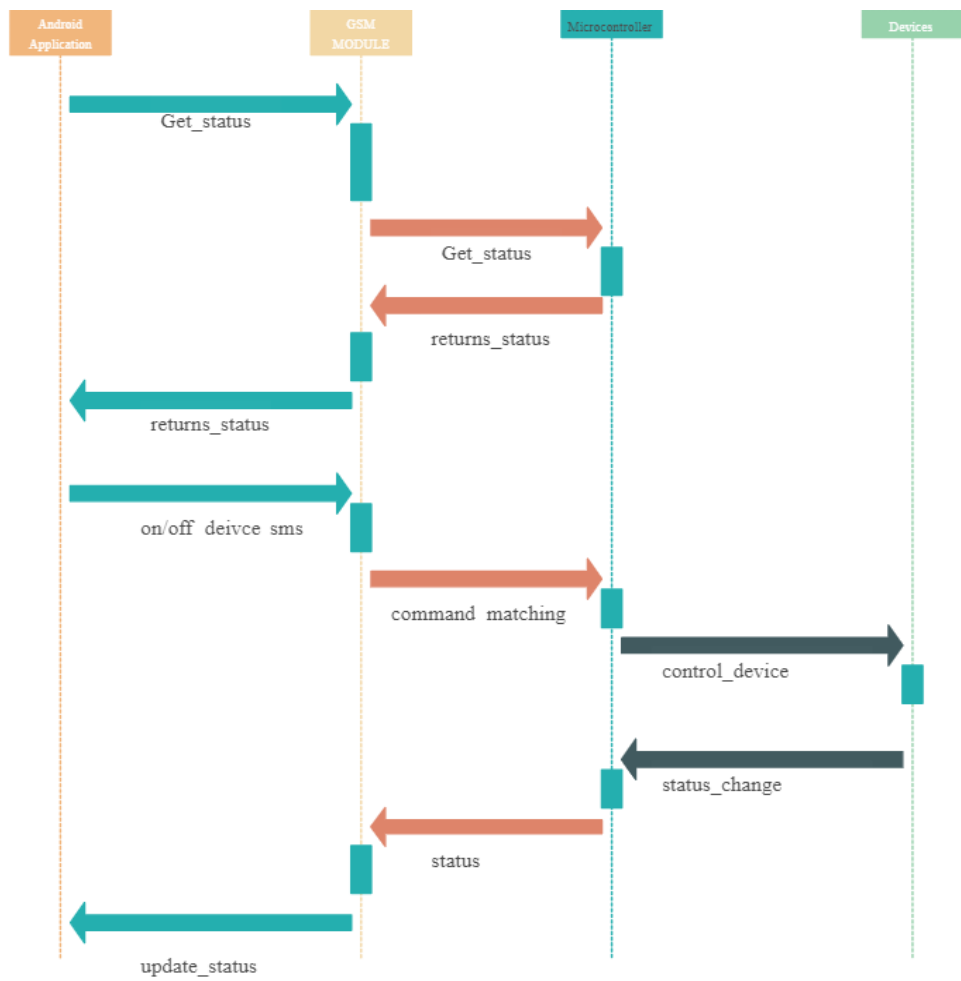 Android
Application
GSM
MODULE
Microcontroller
Devices
Get_status
Get_status
returns_status
returns_status
on/off deivce sms
command matching
control_device
status_change
status
update_status